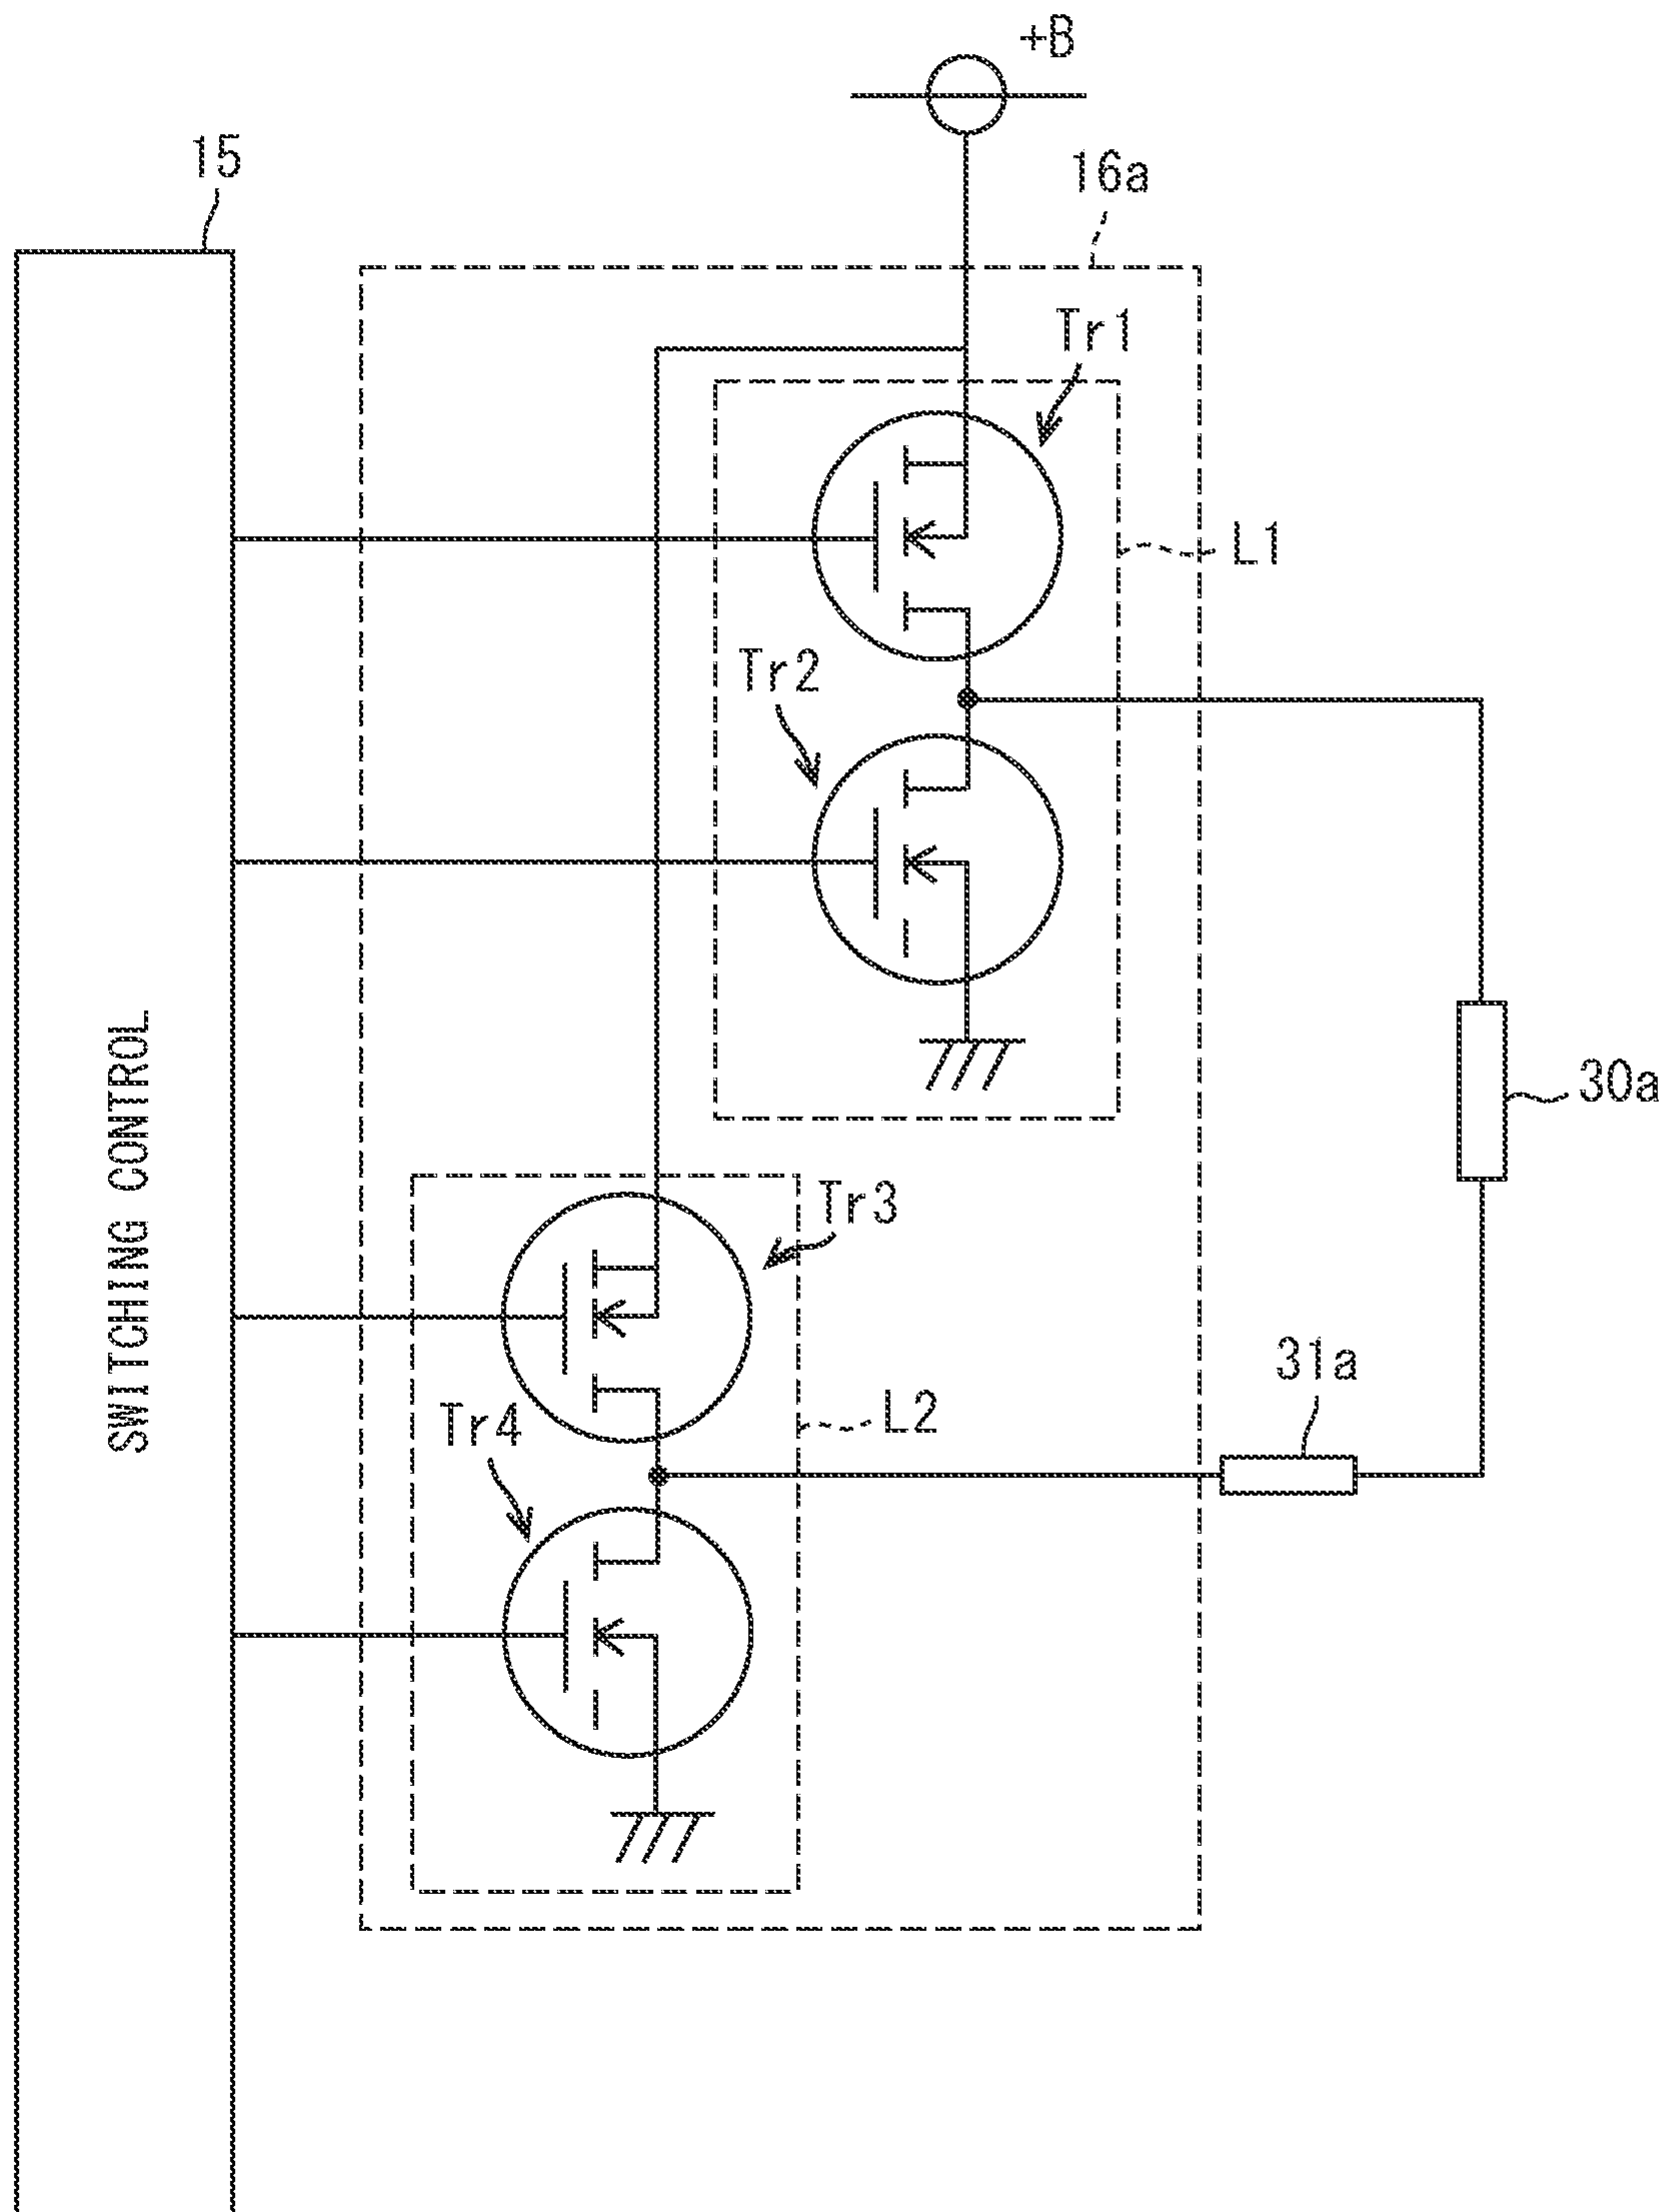 +B
15
16a
Tr1
L1
Tr2
30a
SWITCHING CONTROL
Tr3
31a
L2
Tr4